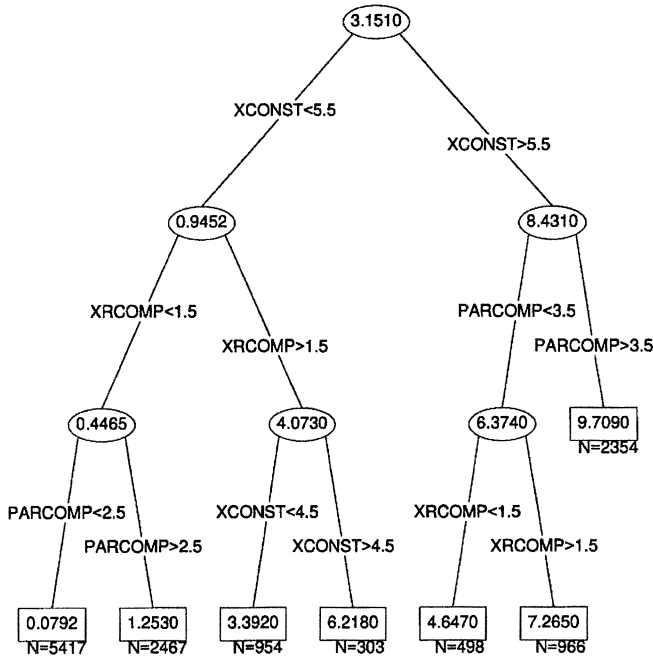 3.1510
XCONST<5.5
XCONST>5.5
0.9452
8.4310
XRCOMP<1.5
XRCOMP>1.5
PARCOMP<3.5
PARCOMP>3.5
0.4465
4.0730
6.3740
9.7090
N=2354
PARCOMP<2.5
PARCOMP>2.5
XCONST<4.5
XCONST>4.5
XRCOMP<1.5
XRCOMP>1.5
0.0792
1.2530
3.3920
6.2180
4.6470
7.2650
N=5417
N=2467
N=954
N=303
N=498
N=966